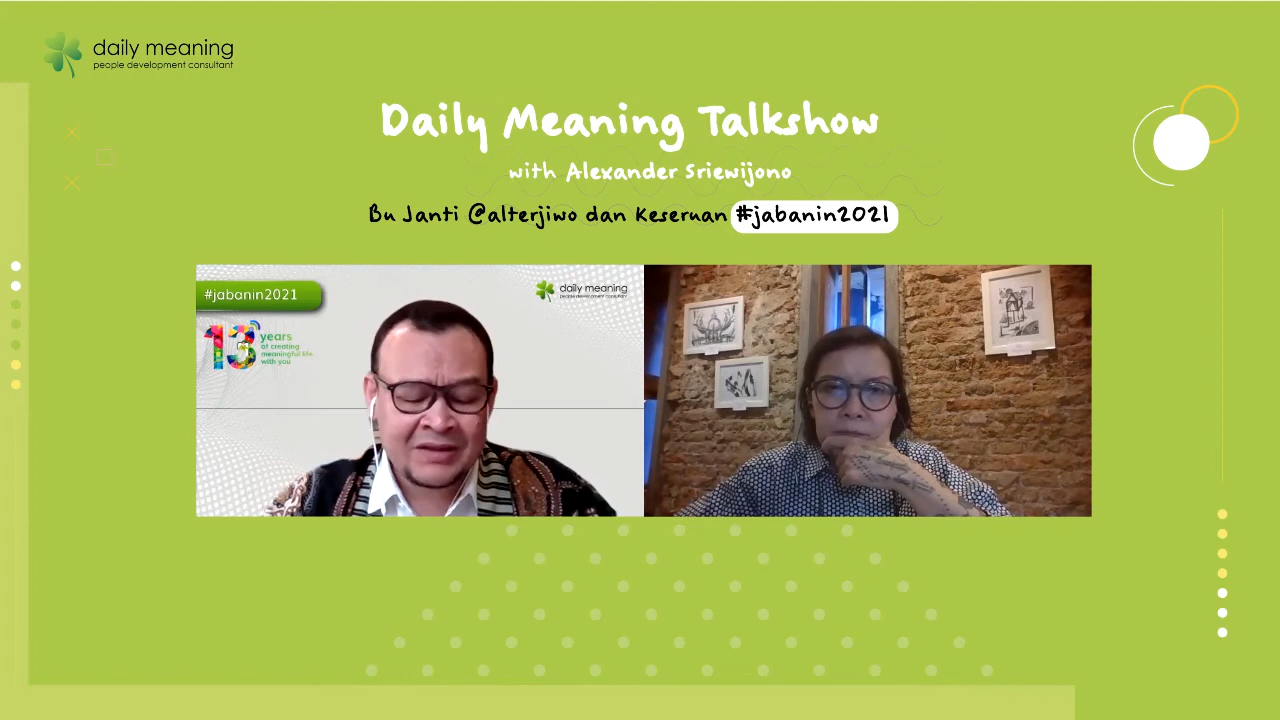 daily meaning
people development consultant
Daily Meaning Talkshow
with Alexander Sriewijono
Bu Janti @alterjiwo dan Keseruan #jabanin2021
#jabanin2021
daily meaning
people development consultant
13 years
of creating
meaningful life
with you